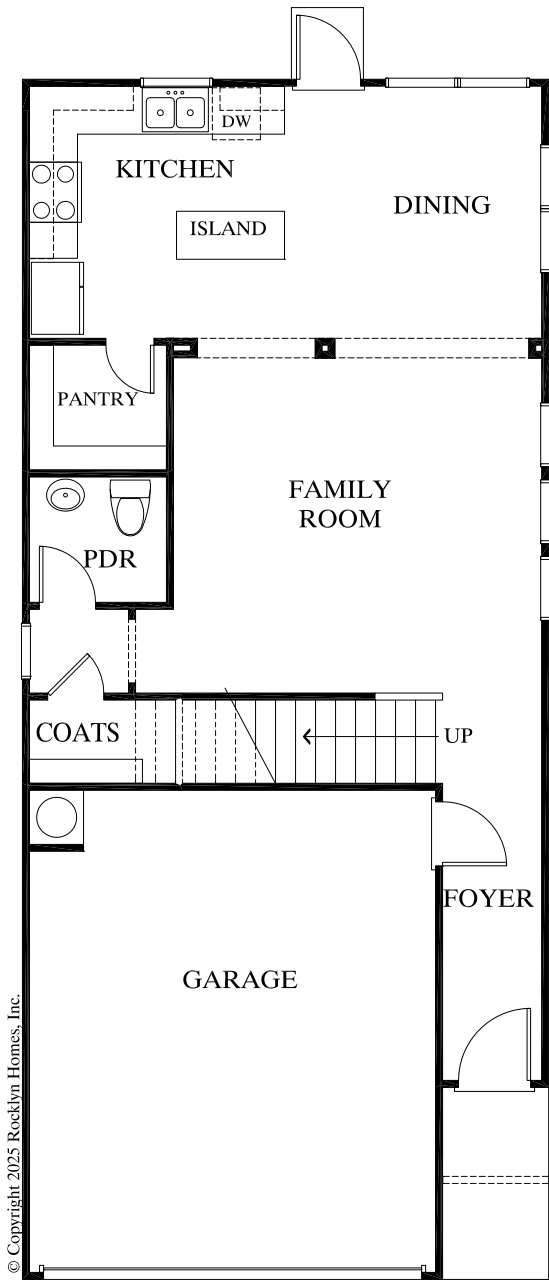 DW
KITCHEN
DINING
ISLAND
PANTRY
FAMILY
ROOM
PDR
COATS
UP
FOYER
GARAGE
© Copyright 2025 Rocklyn Homes, Inc.